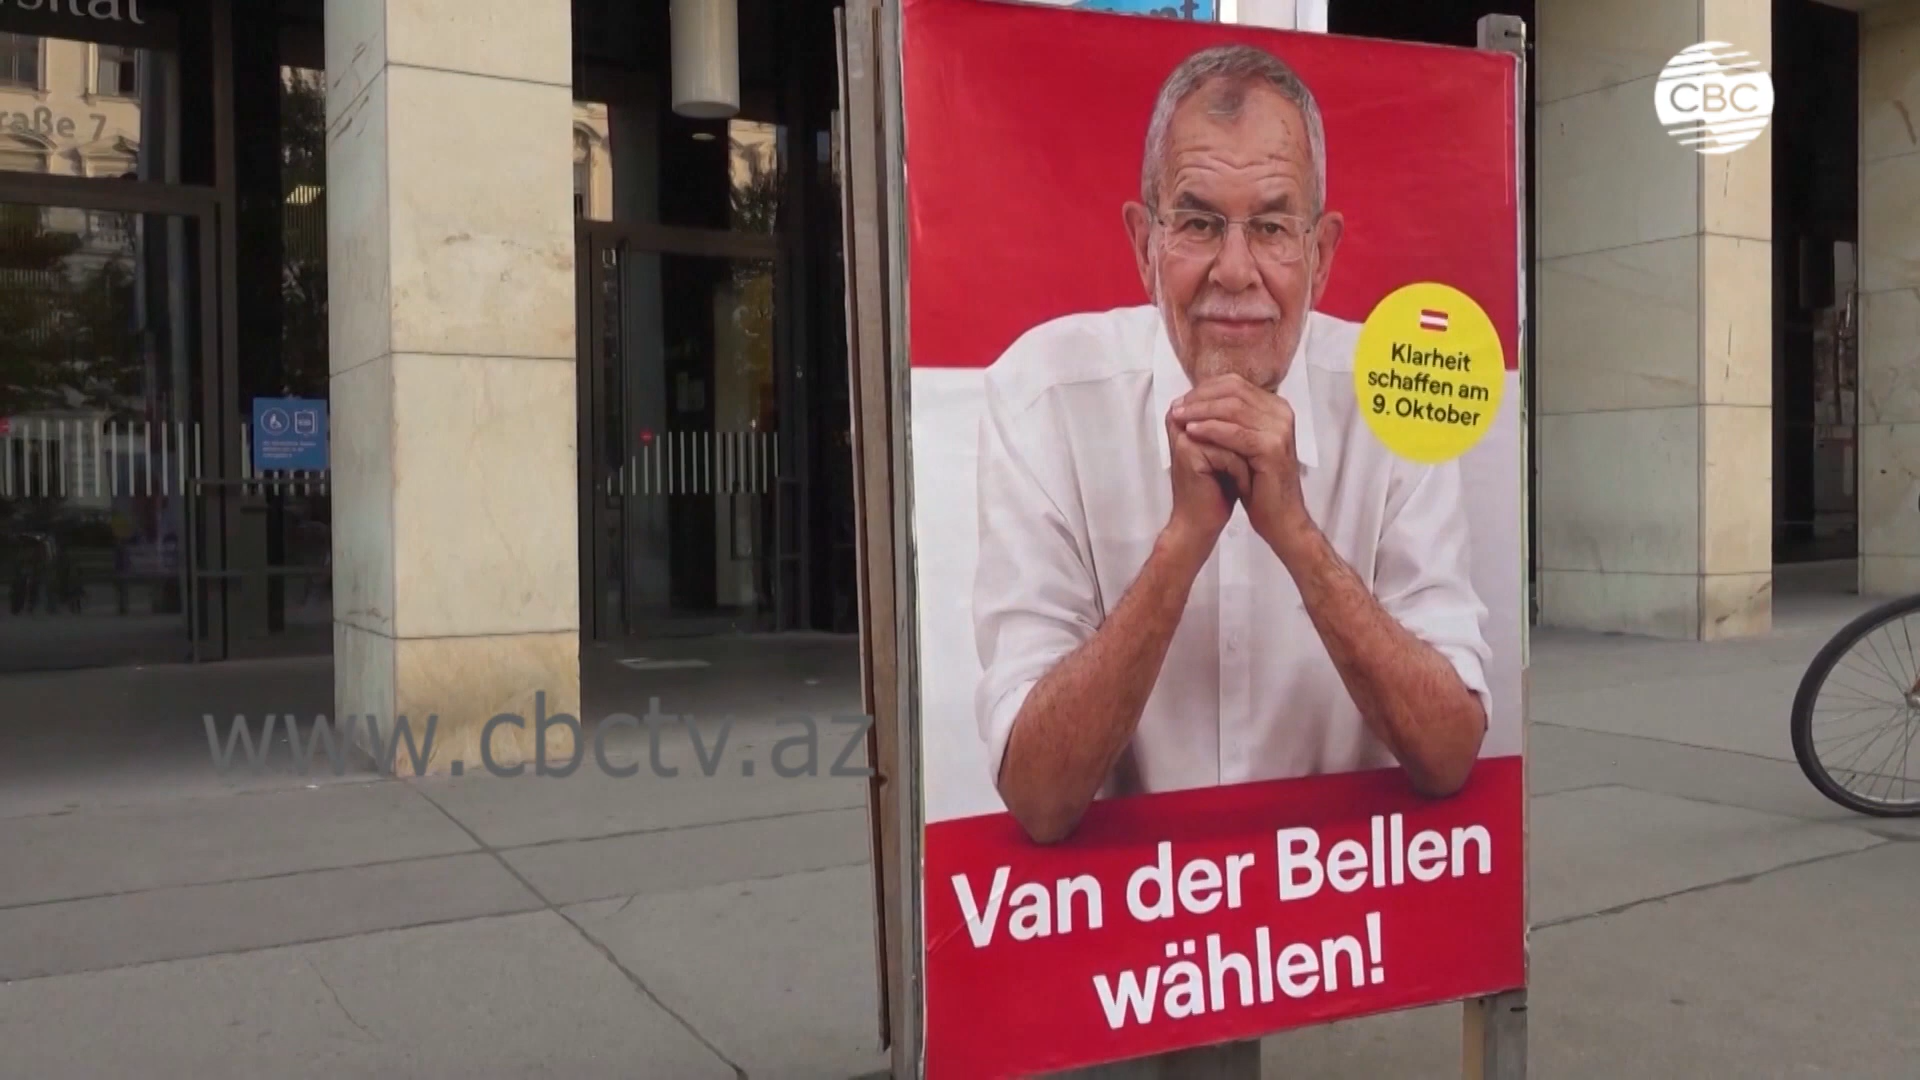 raße 7
CBC
Klarheit
schaffen am
9. Oktober
www.cbctv.az
Van der Bellen
wählen!